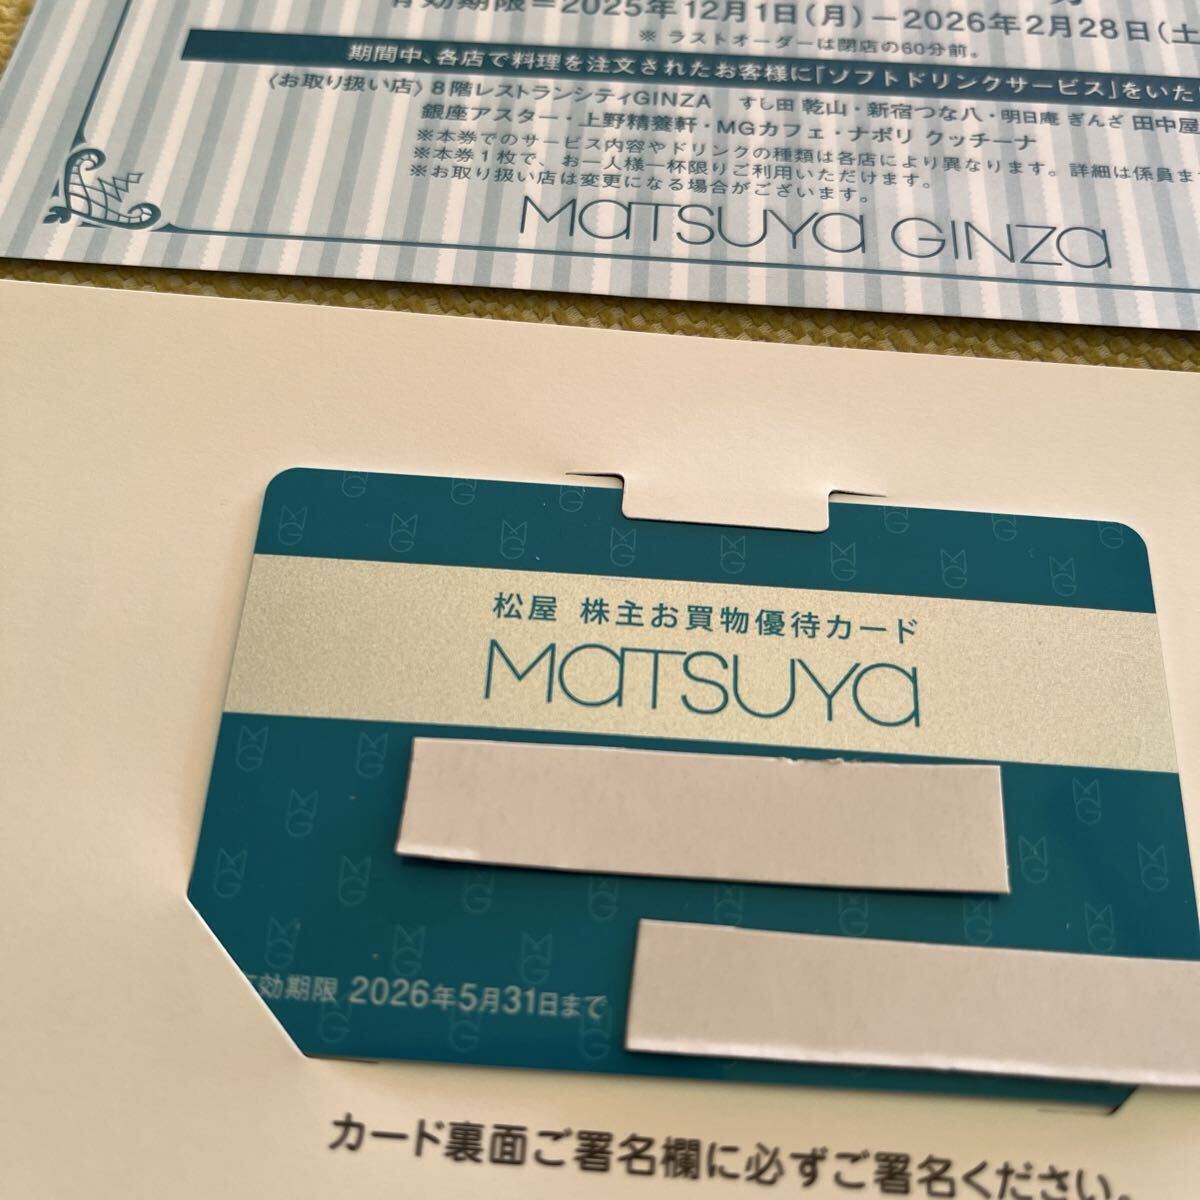 有効期限=2025年12月1日(月)-2026年2月28日(土
※ ラストオーダーは閉店の60分前。
期間中、各店で料理を注文されたお客様に「ソフトドリンクサービス」をいた
〈お取り扱い店〉8階レストランシティGINZA すし田 乾山・新宿つな八・明日庵 ぎんざ 田中屋
銀座アスター・上野精養軒・MGカフェ・ナポリ クッチーナ
※本券でのサービス内容やドリンクの種類は各店により異なります。詳細は係員ま
※本券1枚で、お一人様一杯限りご利用いただけます。
※お取り扱い店は変更になる場合がございます。
MATSUYA GINZA
松屋 株主お買物優待カード
MATSUYA
有効期限 2026年5月31日まで
カード裏面ご署名欄に必ずご署名ください。